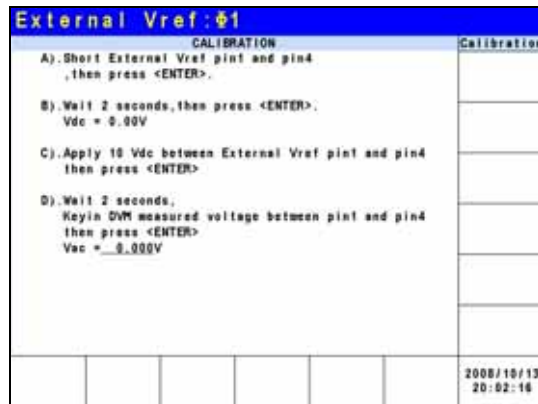 External Vref:Φ1
CALIBRATION
Calibration
A).Short External Vref pin1 and pin4
,then press <ENTER>.
B).Wait 2 seconds,then press <ENTER>.
Vdc = 0.00V
C).Apply 10 Vdc between External Vref pin1 and pin4
then press <ENTER>
D).Wait 2 seconds,
Keyin DVM measured voltage between pin1 and pin4
then press <ENTER>
Vac = 0.000V
2008/10/13
20:02:16